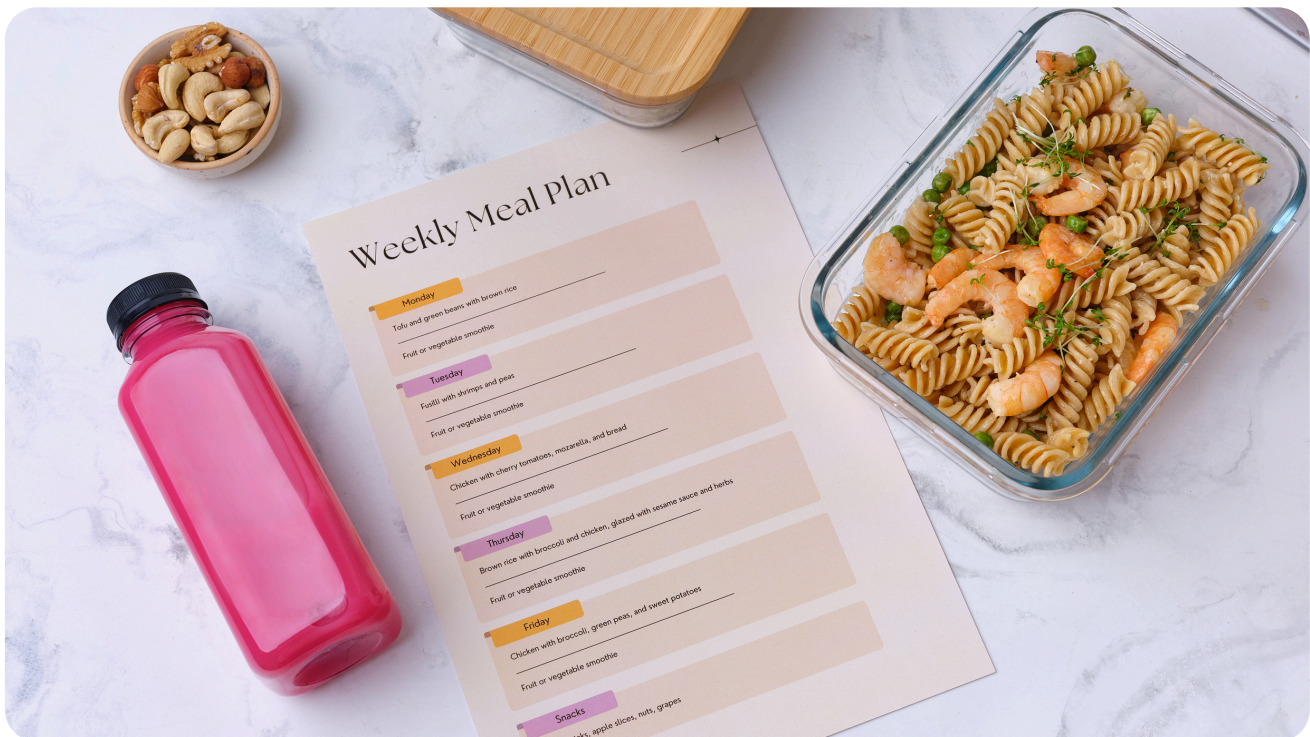 Weekly Meal Plan
Monday
Tofu and green beans with brown rice
Fruit or vegetable smoothie
Tuesday
Fusilli with shrimps and peas
Fruit or vegetable smoothie
Wednesday
Chicken with cherry tomatoes, mozarella, and bread
Fruit or vegetable smoothie
Thursday
Brown rice with broccoli and chicken, glazed with sesame sauce and herbs
Fruit or vegetable smoothie
Friday
Chicken with broccoli, green peas, and sweet potatoes
Fruit or vegetable smoothie
Snacks
apple slices, nuts, grapes